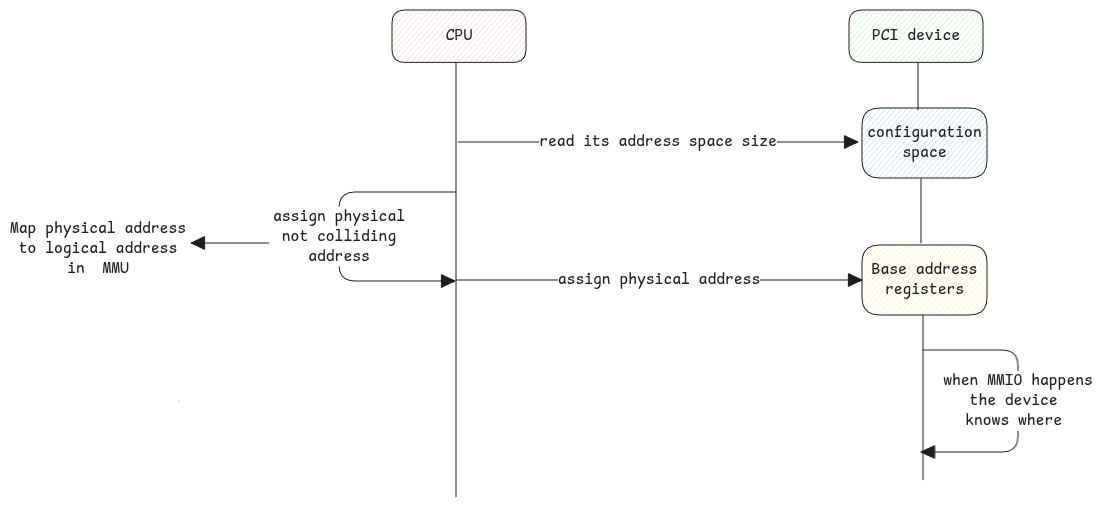 CPU
PCI device
configuration
space
read its address space size
assign physical
not colliding
address
Map physical address
to logical address
in MMU
assign physical address
Base address
registers
when MMIO happens
the device
knows where